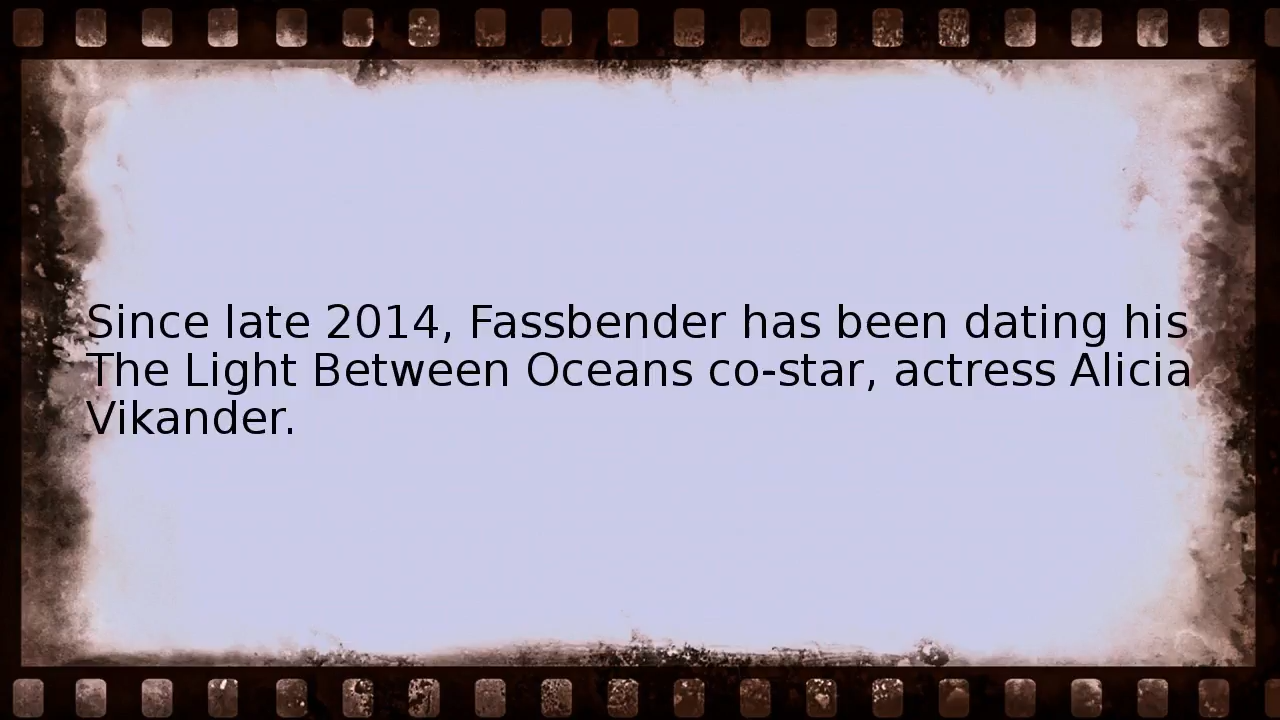 Since late 2014, Fassbender has been dating his
The Light Between Oceans co-star, actress Alicia
Vikander.